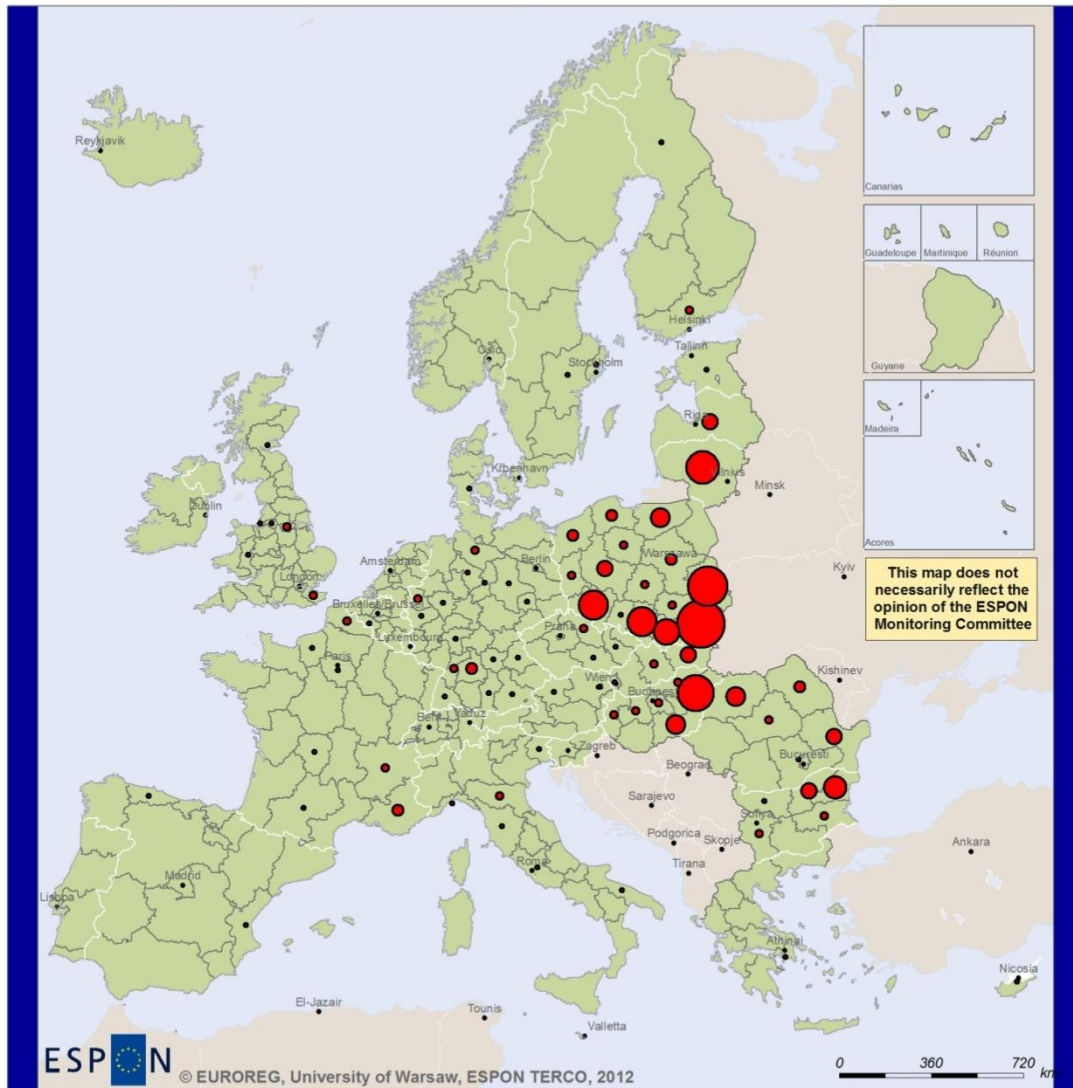 Reykjavik
Canarias
Guadeloupe
Martinique
Réunion
Guyane
Madeira
Acores
This map does not
necessarily reflect the
opinion of the ESPON
Monitoring Committee
Helsinki
Oslo
Stockholm
Tallinn
Riga
Vilnius
Minsk
Dublin
London
Amsterdam
Berlin
Warszawa
Kyiv
Bruxelles/Brussel
Luxembourg
Praha
Paris
Wien
Kishinev
Bern
Vaduz
Zagreb
Beograd
Bucuresti
Sarajevo
Sofiya
Podgorica
Skopje
Tirana
Ankara
Roma
Madrid
Lisboa
Athinai
Nicosia
El-Jazair
Tounis
Valletta
ESPON
© EUROREG, University of Warsaw, ESPON TERCO, 2012
0 360 720
km